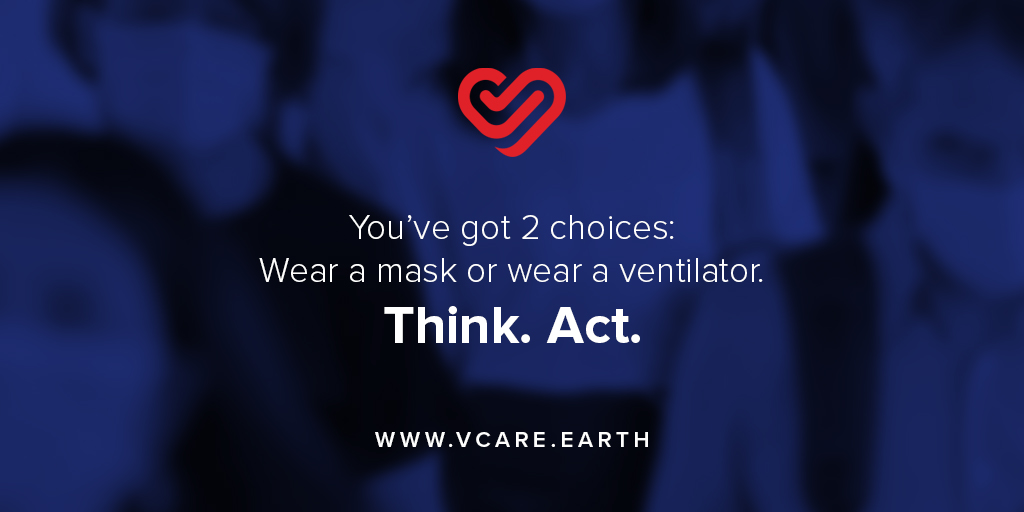 You’ve got 2 choices:
Wear a mask or wear a ventilator.
Think. Act.
WWW.VCARE.EARTH